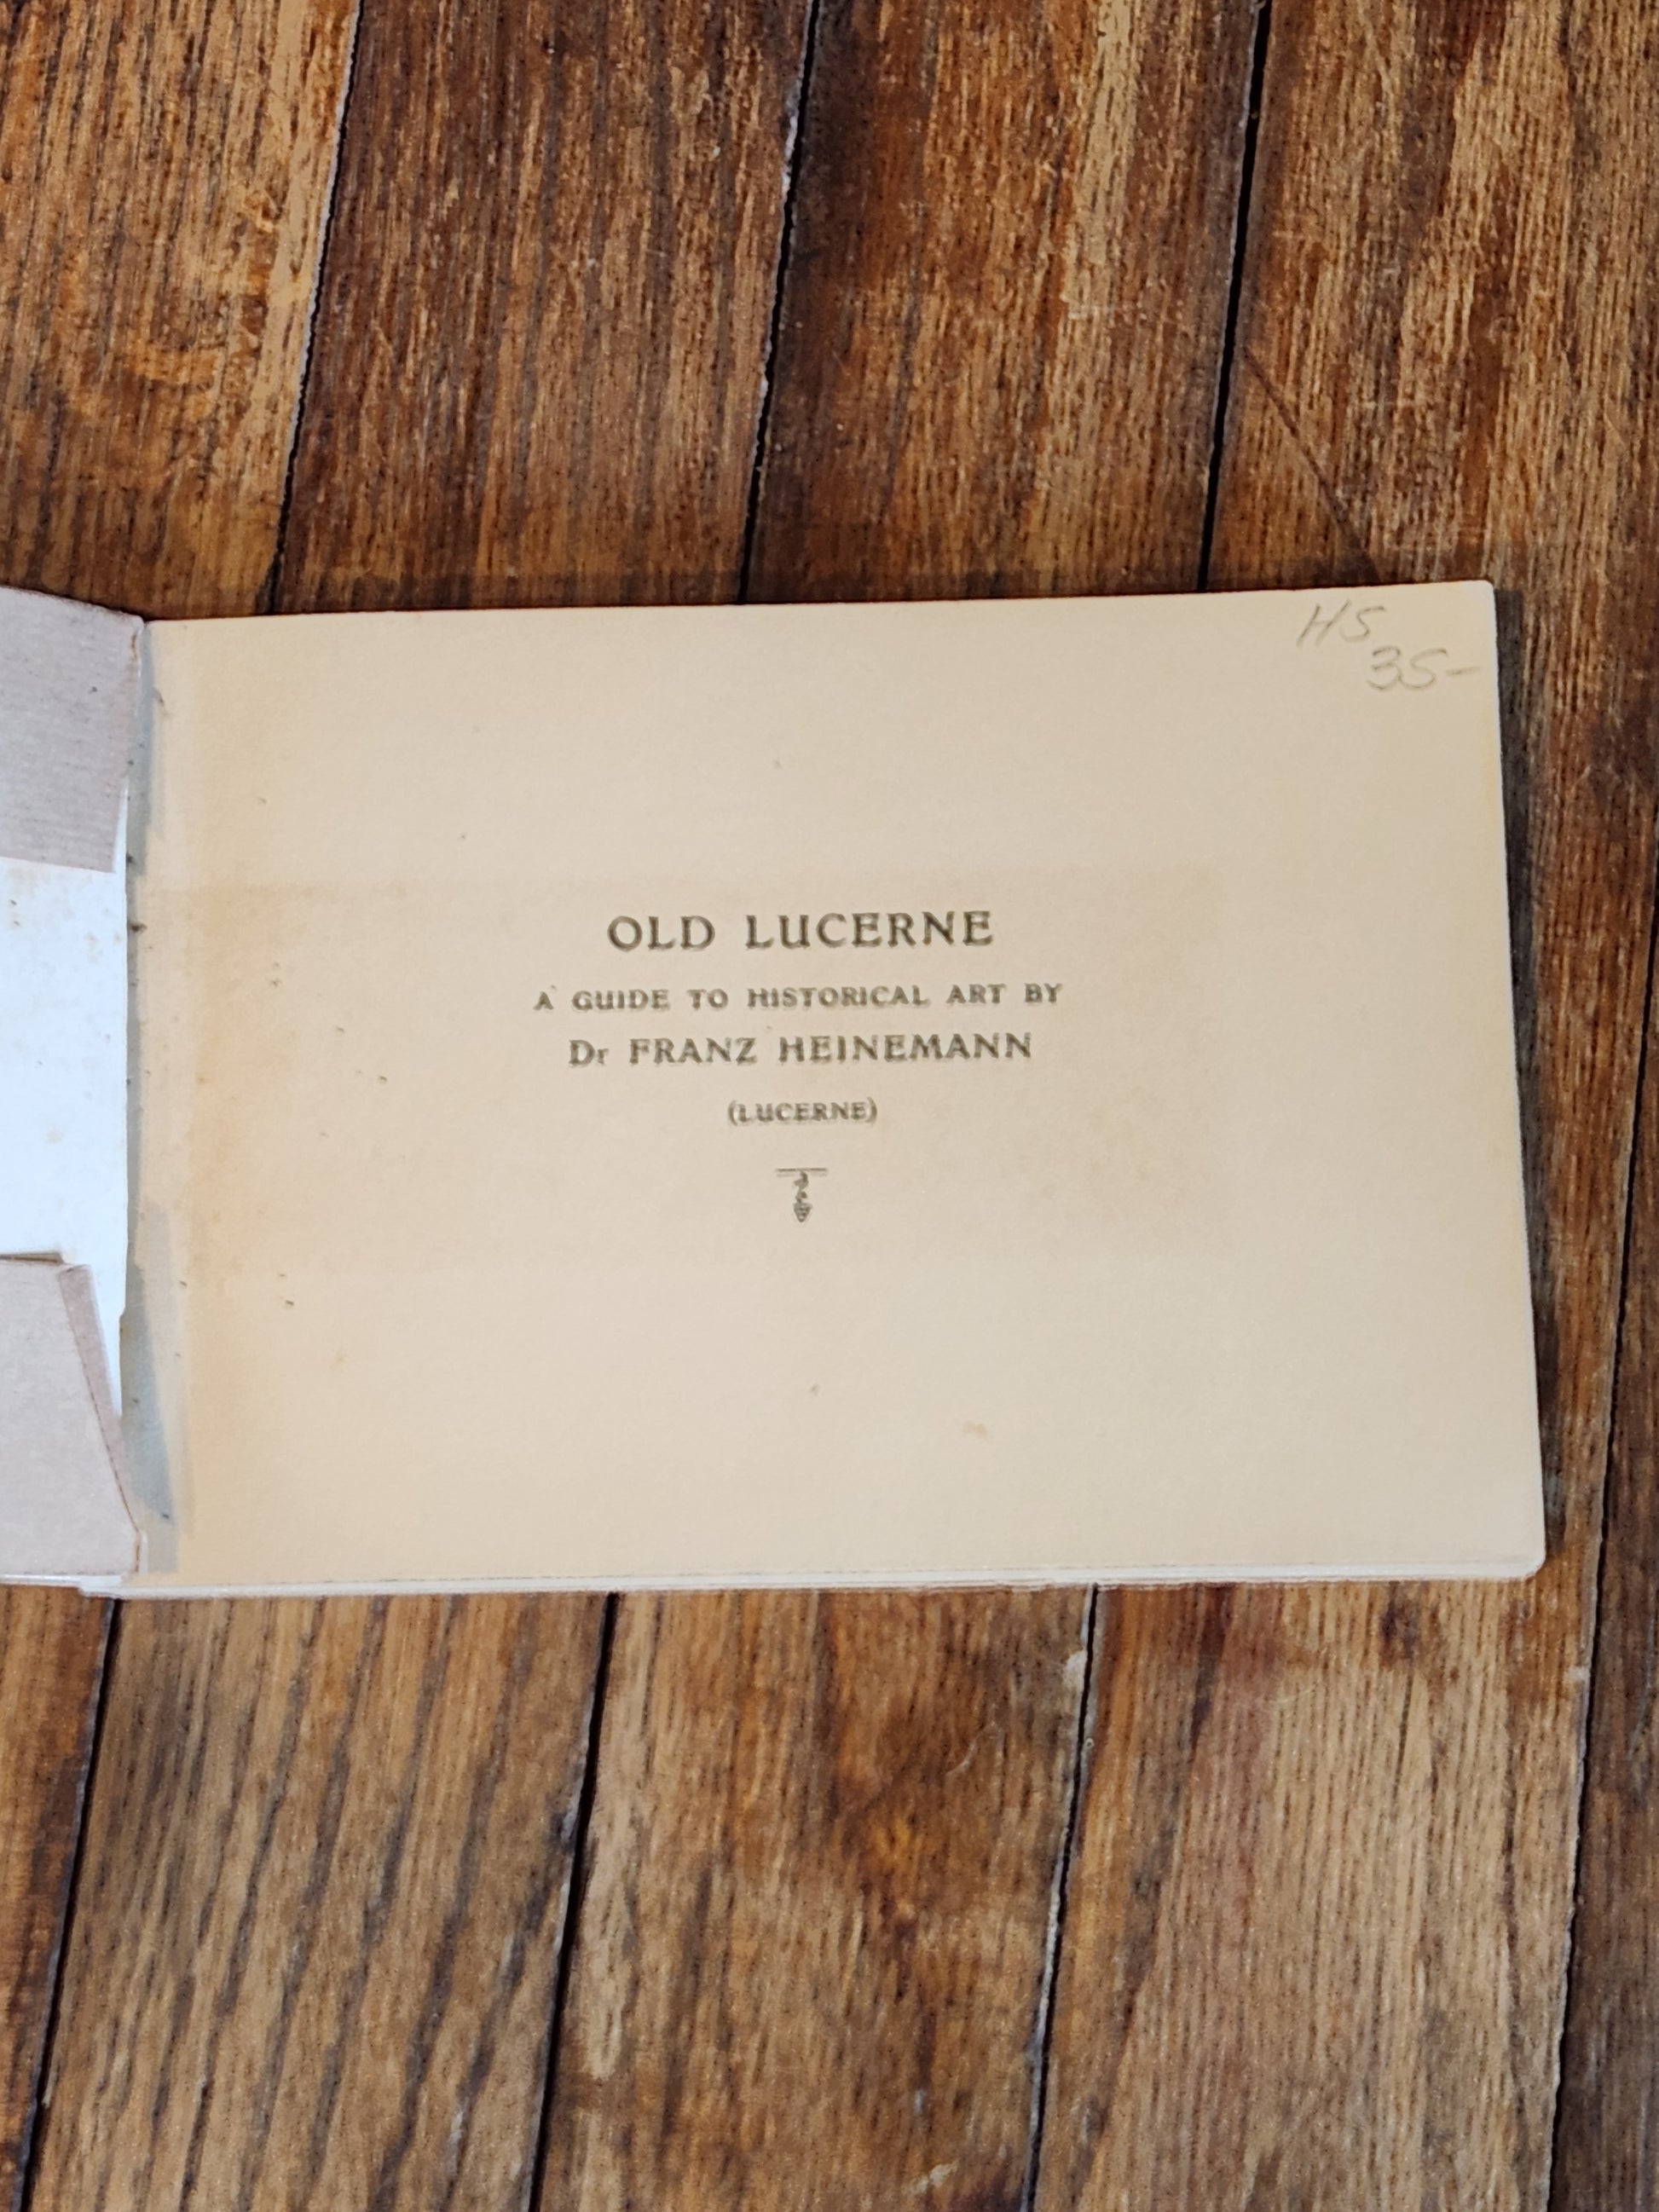 HS
35-
OLD LUCERNE
A GUIDE TO HISTORICAL ART BY
Dr FRANZ HEINEMANN
(LUCERNE)